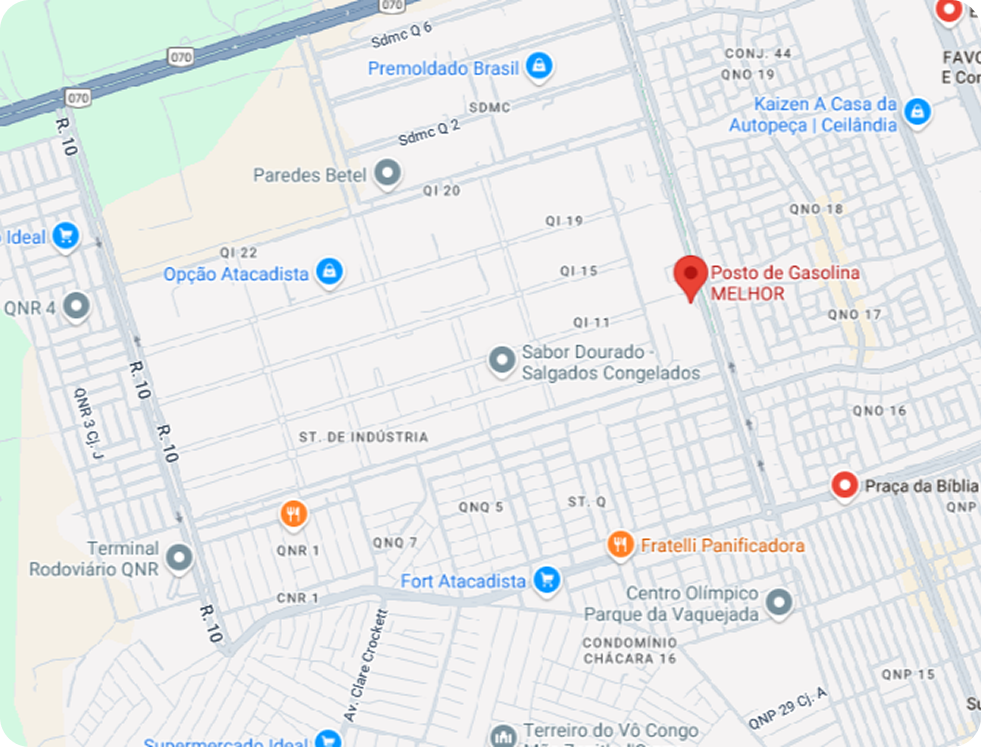 070
Sdmc Q 6
070
CONJ. 44
QNO 19
FAVO
E Cor
Premoldado Brasil
070
SDMC
Kaizen A Casa da
Autopeça | Ceilândia
R. 10
Sdmc Q 2
Paredes Betel
QI 20
QNO 18
QI 19
Ideal
QI 22
Opção Atacadista
QI 15
Posto de Gasolina
MELHOR
QNR 4
QNO 17
QI 11
Sabor Dourado -
Salgados Congelados
R. 10
QNR 3 Cj. J
QNO 16
R. 10
ST. DE INDÚSTRIA
Praça da Bíblia
QNQ 5
ST. Q
QNP
QNR 1
QNQ 7
Fratelli Panificadora
Terminal
Rodoviário QNR
Fort Atacadista
CNR 1
Centro Olímpico
Parque da Vaquejada
R. 10
Av. Clare Crockett
CONDOMÍNIO
CHÁCARA 16
QNP 15
QNP 29 Cj. A
Su
Terreiro do Vô Congo
Supermercado Ideal